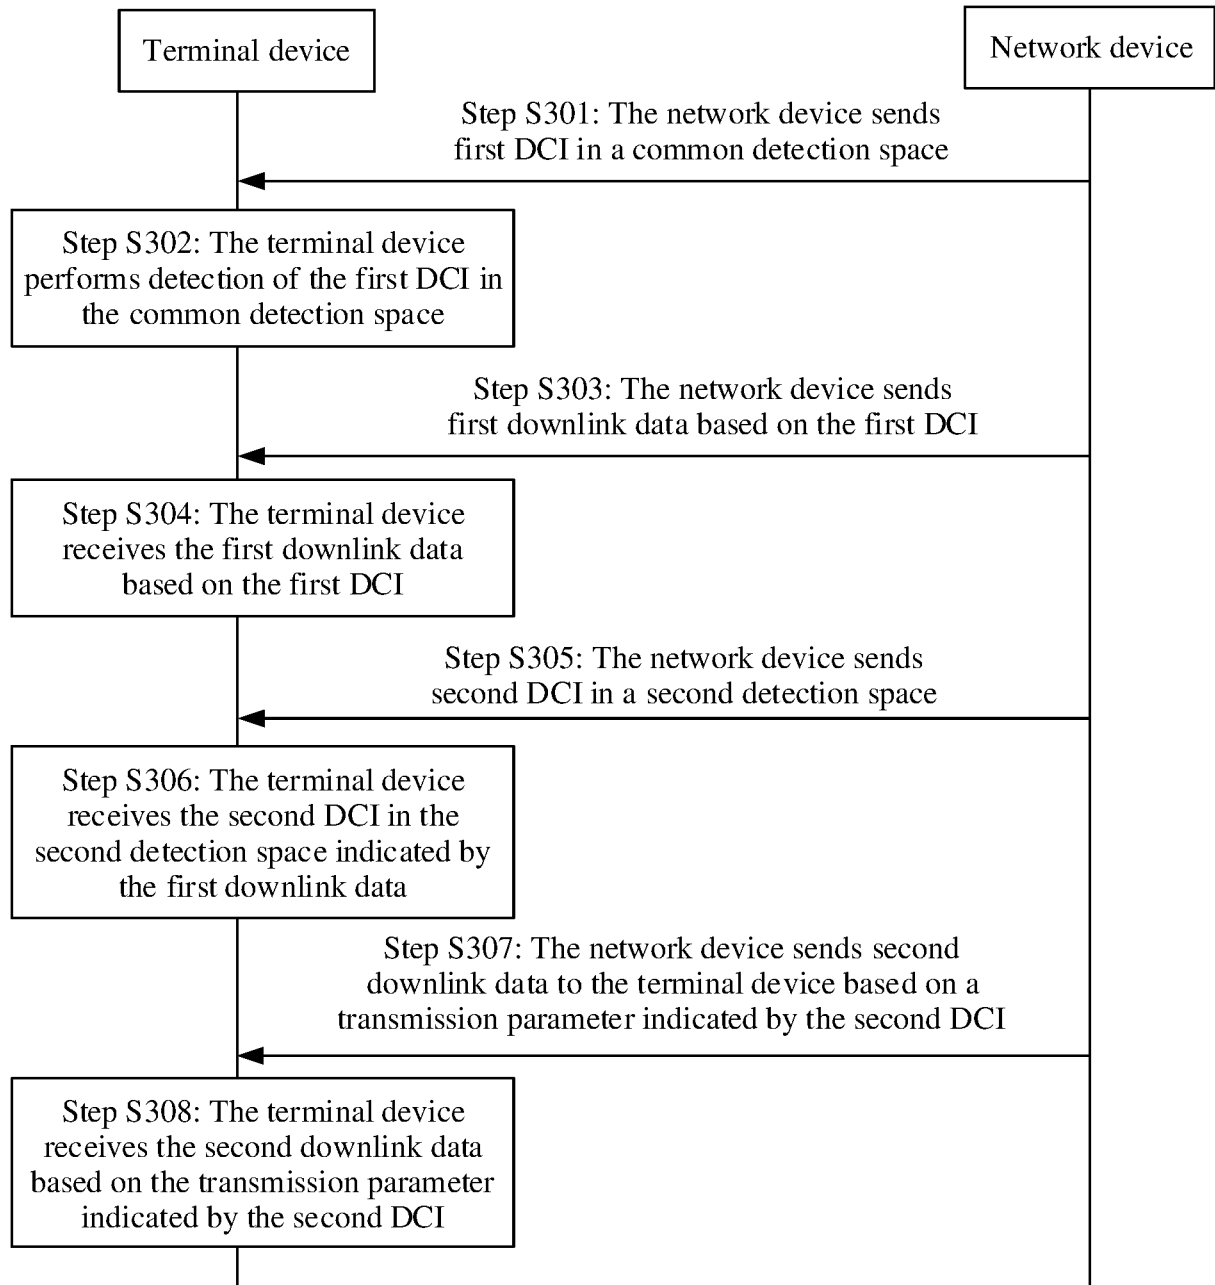 Terminal device
Network device
Step S301: The network device sends
first DCI in a common detection space
Step S302: The terminal device
performs detection of the first DCI in
the common detection space
Step S303: The network device sends
first downlink data based on the first DCI
Step S304: The terminal device
receives the first downlink data
based on the first DCI
Step S305: The network device sends
second DCI in a second detection space
Step S306: The terminal device
receives the second DCI in the
second detection space indicated by
the first downlink data
Step S307: The network device sends second
downlink data to the terminal device based on a
transmission parameter indicated by the second DCI
Step S308: The terminal device
receives the second downlink data
based on the transmission parameter
indicated by the second DCI